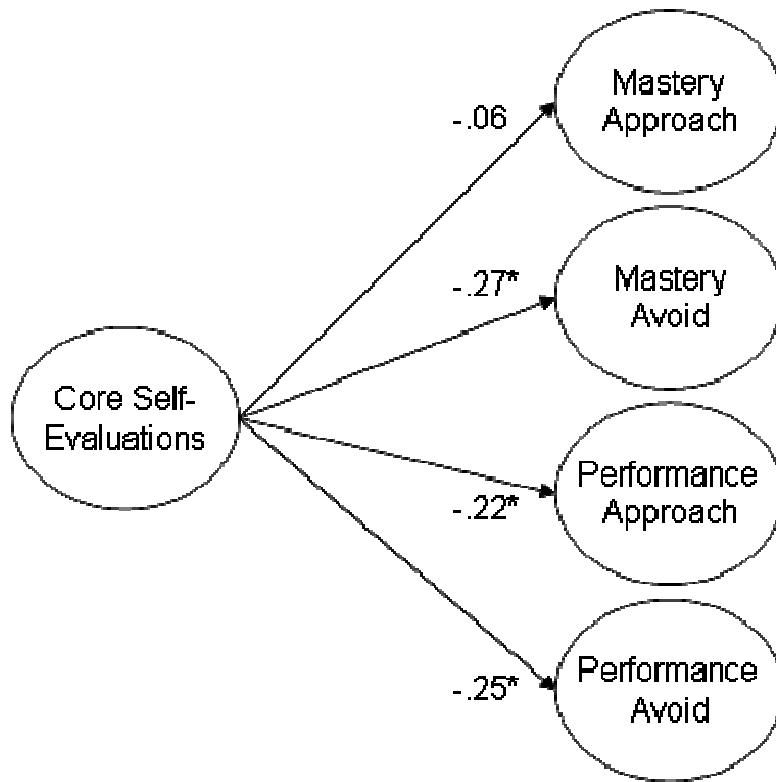 Mastery
Approach
-.06
Mastery
Avoid
-.27*
Core Self-
Evaluations
Performance
Approach
-.22*
Performance
Avoid
-.25*